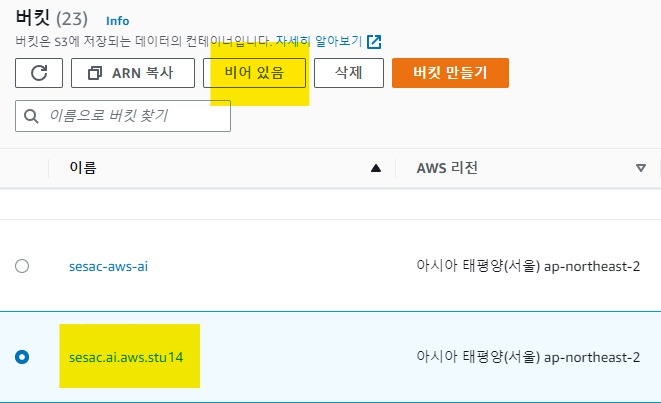 버킷 (23) Info
버킷은 S3에 저장되는 데이터의 컨테이너입니다. 자세히 알아보기
ARN 복사 비어 있음 삭제 버킷 만들기
이름으로 버킷 찾기
이름 AWS 리전
sesac-aws-ai 아시아 태평양(서울) ap-northeast-2
sesac.ai.aws.stu14 아시아 태평양(서울) ap-northeast-2